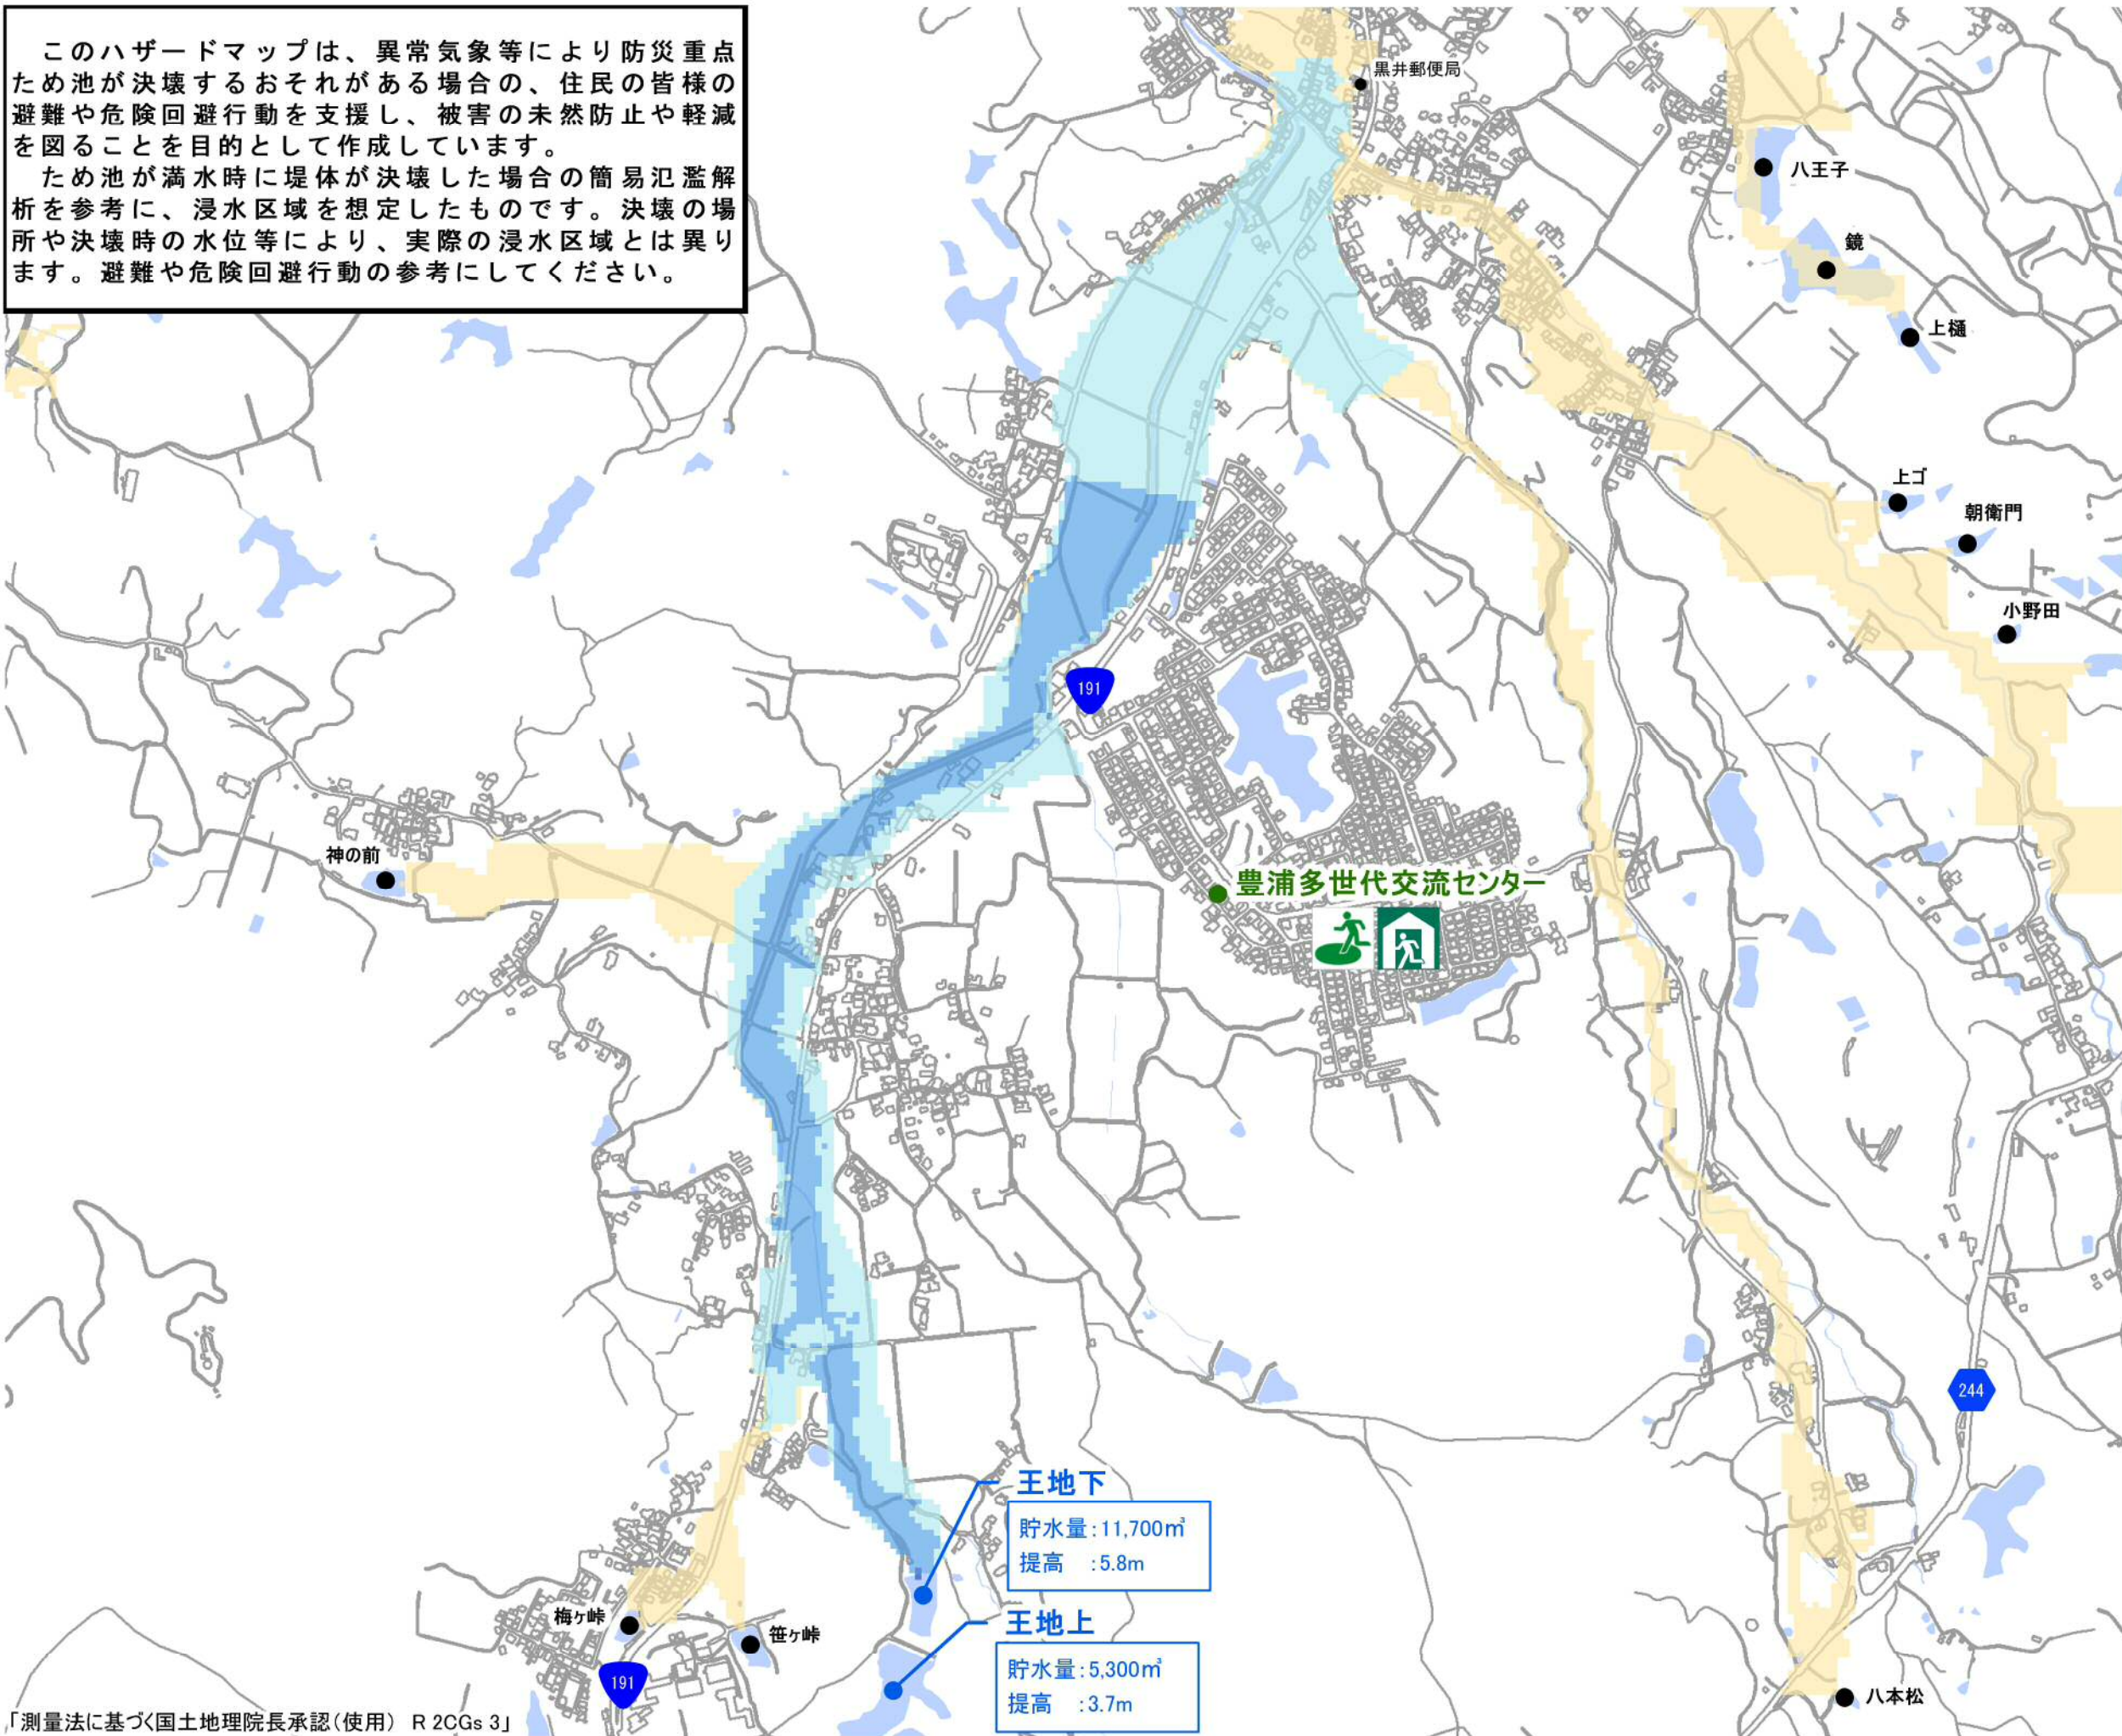 このハザードマップは、異常気象等により防災重点
ため池が決壊するおそれがある場合の、住民の皆様の
避難や危険回避行動を支援し、被害の未然防止や軽減
を図ることを目的として作成しています。
ため池が満水時に堤体が決壊した場合の簡易氾濫解
析を参考に、浸水区域を想定したものです。決壊の場
所や決壊時の水位等により、実際の浸水区域とは異り
ます。避難や危険回避行動の参考にしてください。
黒井郵便局
八王子
鏡
上樋
上ゴ
朝衛門
小野田
191
神の前
豊浦多世代交流センター
244
王地下
貯水量:11,700㎥
提高 :5.8m
王地上
貯水量:5,300㎥
提高 :3.7m
梅ヶ峠
笹ヶ峠
191
八本松
「測量法に基づく国土地理院長承認(使用) R 2CGs 3」